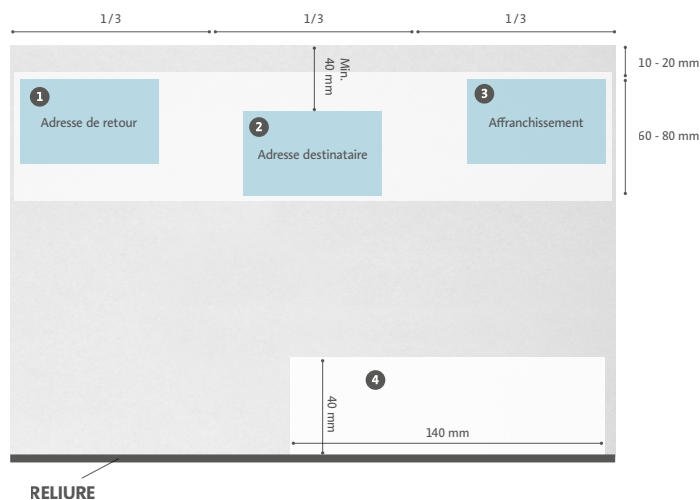 1/3 1/3 1/3
10 - 20 mm
Min.
40 mm
1
Adresse de retour
2
Adresse destinataire
3
Affranchissement
60 - 80 mm
4
40 mm
140 mm
RELIURE